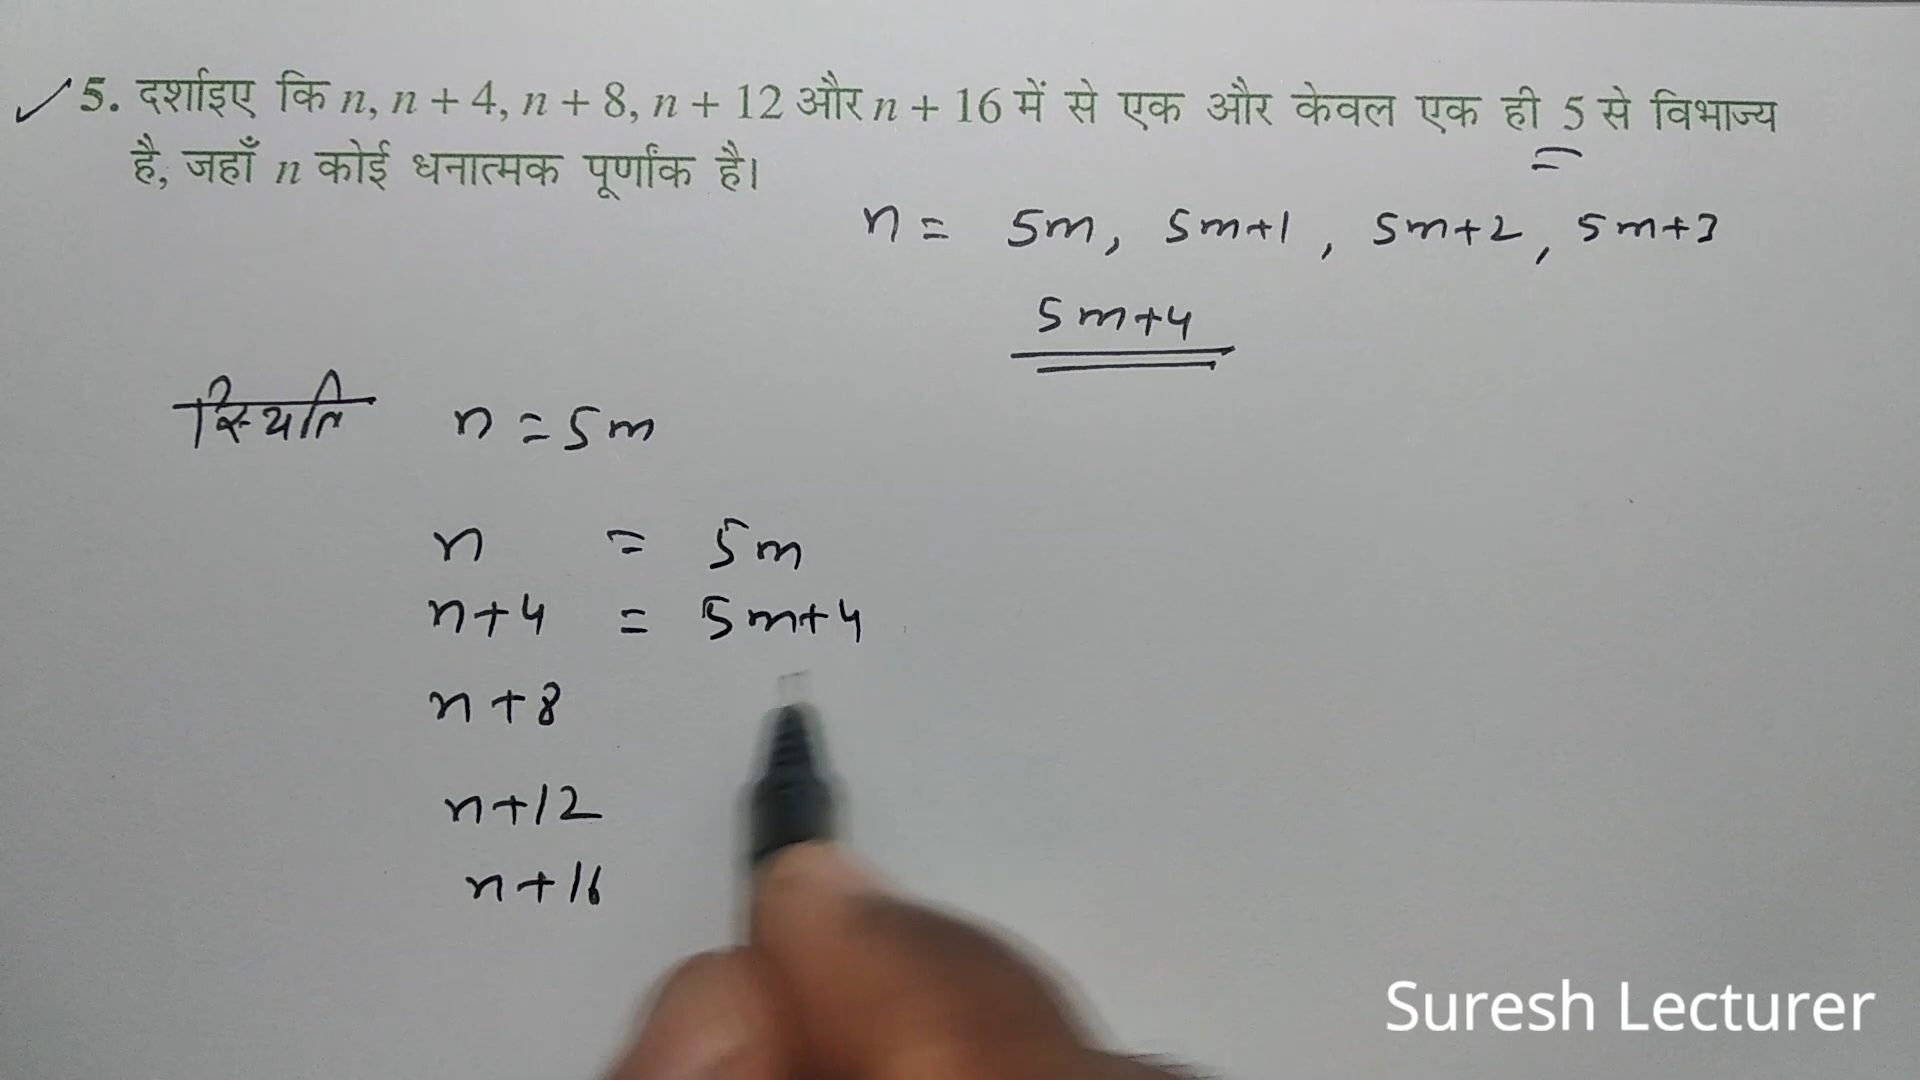 5. दर्शाइए कि n, n + 4, n + 8, n + 12 और n + 16 में से एक और केवल एक ही 5 से विभाज्य
है, जहाँ n कोई धनात्मक पूर्णांक है।
n = 5m, 5m+1, 5m+2, 5m+3
5m+4
स्थिति n = 5m
n = 5m
n+4 = 5m+4
n+8
n+12
n+16
Suresh Lecturer